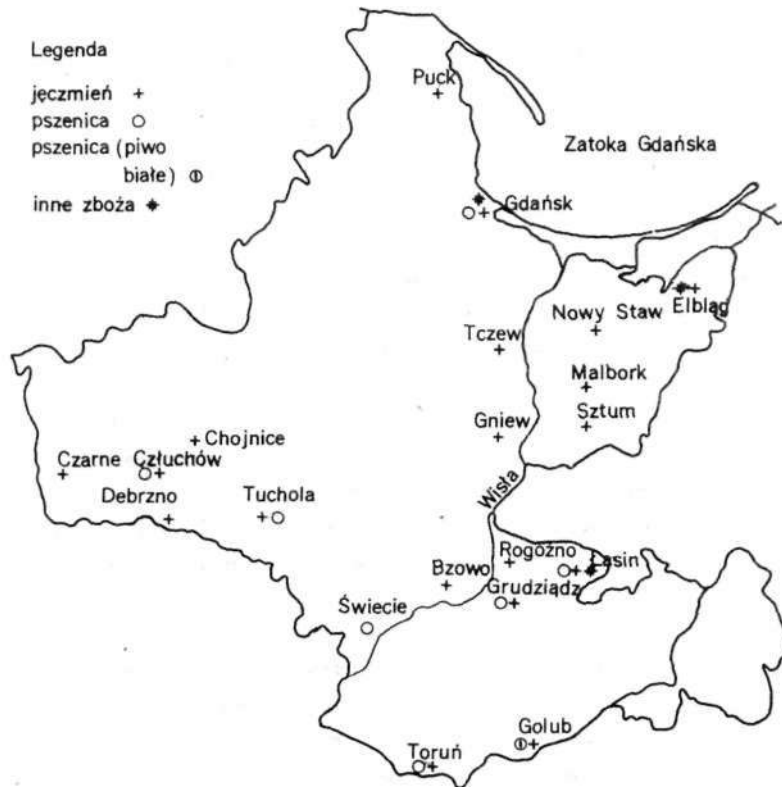 Legenda
jęczmień +
pszenica ○
pszenica (piwo
białe)
inne zboża
Puck
Zatoka Gdańska
Gdańsk
Nowy Staw
Elbląg
Tczew
Malbork
Gniew
Sztum
Chojnice
Czarne
Człuchów
Debrzno
Tuchola
Wisła
Rogóźno
Łasin
Bzowo
Grudziądz
Świecie
Golub
Toruń